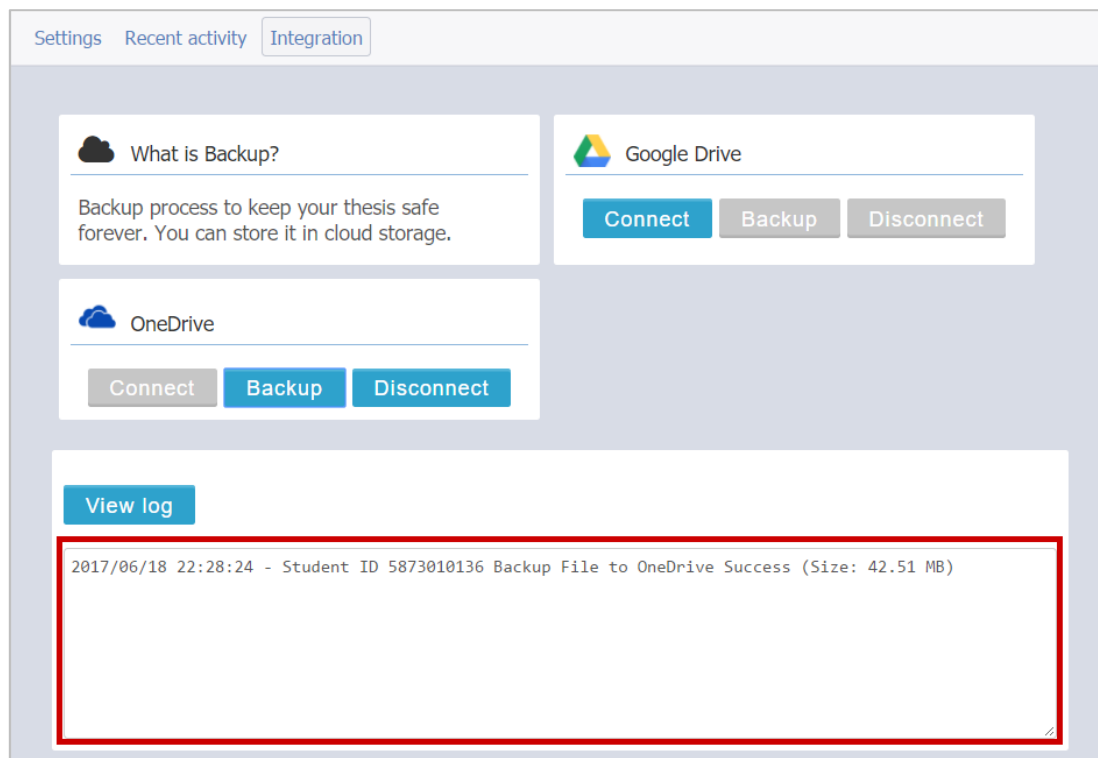 Settings Recent activity Integration
What is Backup?
Backup process to keep your thesis safe
forever. You can store it in cloud storage.
Google Drive
Connect Backup Disconnect
OneDrive
Connect Backup Disconnect
View log
2017/06/18 22:28:24 - Student ID 5873010136 Backup File to OneDrive Success (Size: 42.51 MB)